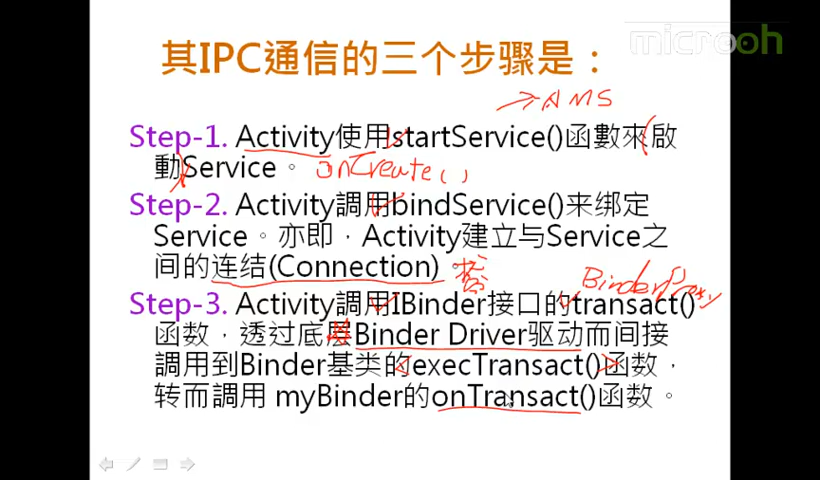 microoh
其IPC通信的三个步骤是：
→AMS
Step-1. Activity使用startService()函數來啟
動Service。 onCreate()
Step-2. Activity調用bindService()来绑定
Service。亦即，Activity建立与Service之
间的连结(Connection)。
BinderProxy
Step-3. Activity調用IBinder接口的transact()
函数，透过底层Binder Driver驱动而间接
調用到Binder基类的execTransact()函数，
转而調用 myBinder的onTransact()函数。